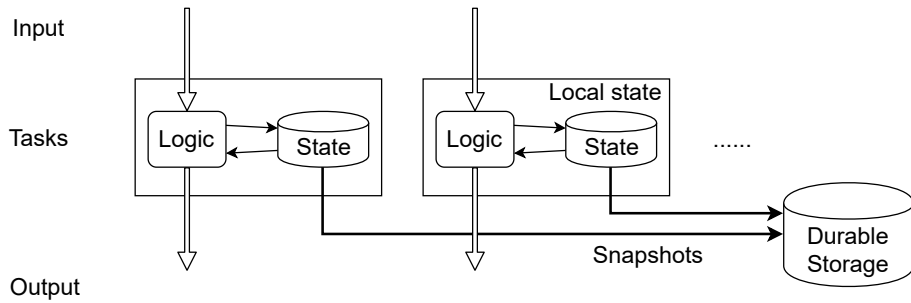 Input
Local state
Tasks
Logic
State
Logic
State
......
Durable
Storage
Snapshots
Output